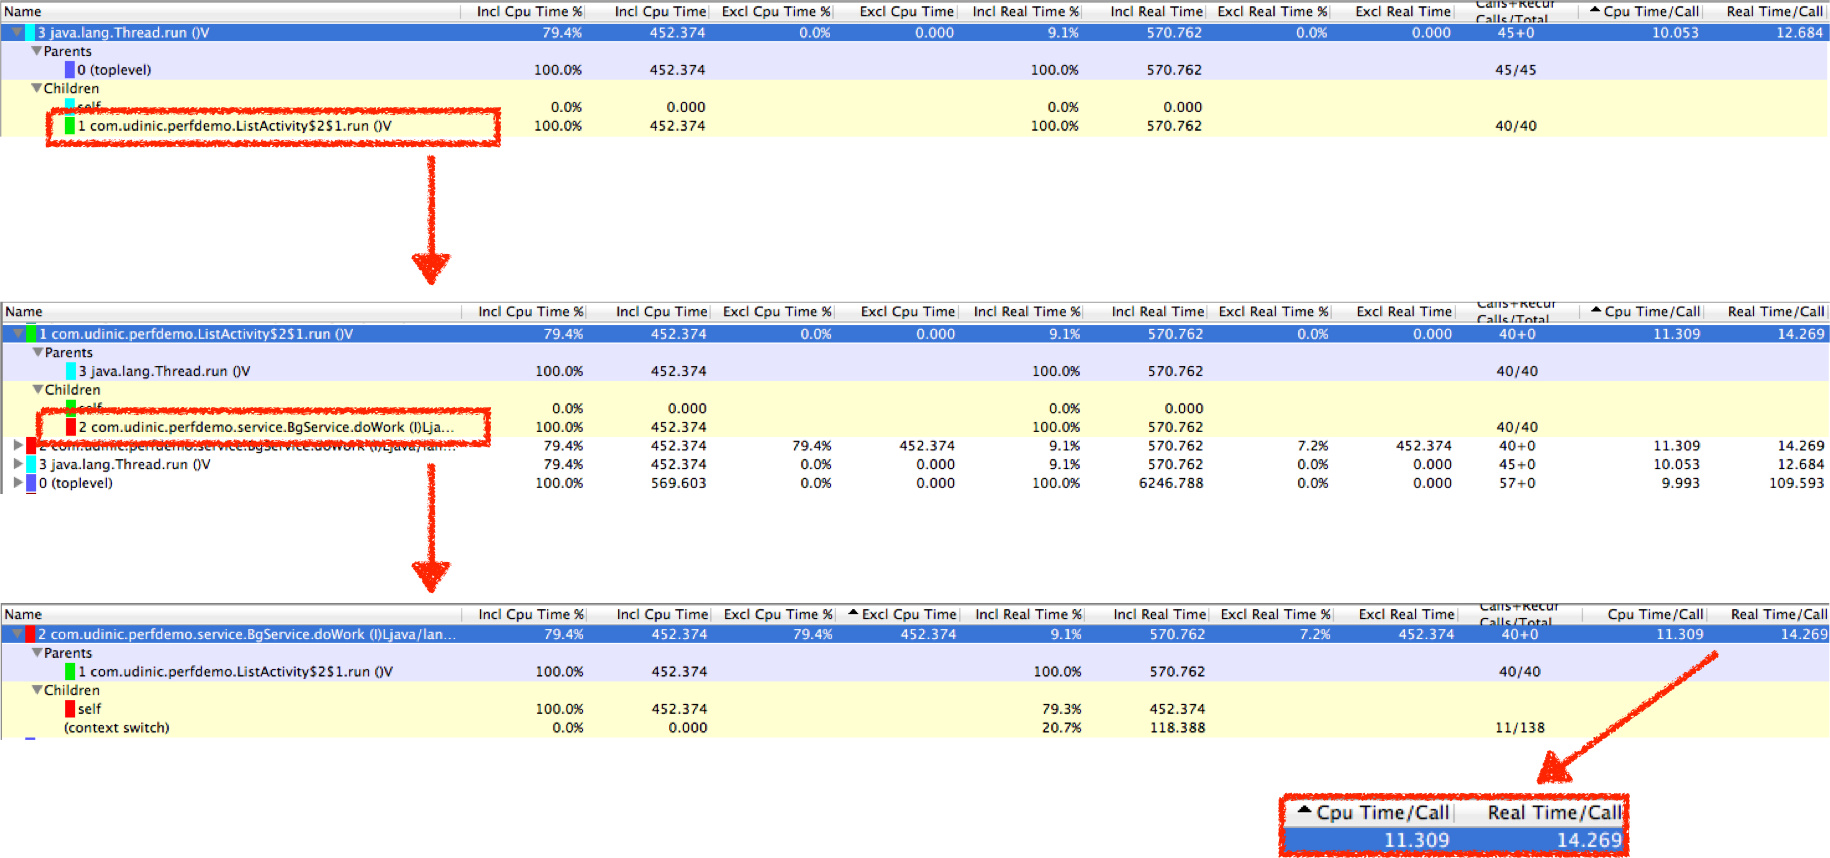 Name Incl Cpu Time % Incl Cpu Time Excl Cpu Time % Excl Cpu Time Incl Real Time % Incl Real Time Excl Real Time % Excl Real Time Calls+Recur Calls/Total Cpu Time/Call Real Time/Call
3 java.lang.Thread.run ()V 79.4% 452.374 0.0% 0.000 9.1% 570.762 0.0% 0.000 45+0 10.053 12.684
Parents
0 (toplevel) 100.0% 452.374 100.0% 570.762 45/45
Children
self 0.0% 0.000 0.0% 0.000
1 com.udinic.perfdemo.ListActivity$2$1.run ()V 100.0% 452.374 100.0% 570.762 40/40
Name Incl Cpu Time % Incl Cpu Time Excl Cpu Time % Excl Cpu Time Incl Real Time % Incl Real Time Excl Real Time % Excl Real Time Calls+Recur Calls/Total Cpu Time/Call Real Time/Call
1 com.udinic.perfdemo.ListActivity$2$1.run ()V 79.4% 452.374 0.0% 0.000 9.1% 570.762 0.0% 0.000 40+0 11.309 14.269
Parents
3 java.lang.Thread.run ()V 100.0% 452.374 100.0% 570.762 40/40
Children
self 0.0% 0.000 0.0% 0.000
2 com.udinic.perfdemo.service.BgService.doWork (I)Lja... 100.0% 452.374 100.0% 570.762 40/40
2 com.udinic.perfdemo.service.BgService.doWork (I)Ljava/lan... 79.4% 452.374 79.4% 452.374 9.1% 570.762 7.2% 452.374 40+0 11.309 14.269
3 java.lang.Thread.run ()V 79.4% 452.374 0.0% 0.000 9.1% 570.762 0.0% 0.000 45+0 10.053 12.684
0 (toplevel) 100.0% 569.603 0.0% 0.000 100.0% 6246.788 0.0% 0.000 57+0 9.993 109.593
Name Incl Cpu Time % Incl Cpu Time Excl Cpu Time % Excl Cpu Time Incl Real Time % Incl Real Time Excl Real Time % Excl Real Time Calls+Recur Calls/Total Cpu Time/Call Real Time/Call
2 com.udinic.perfdemo.service.BgService.doWork (I)Ljava/lan... 79.4% 452.374 79.4% 452.374 9.1% 570.762 7.2% 452.374 40+0 11.309 14.269
Parents
1 com.udinic.perfdemo.ListActivity$2$1.run ()V 100.0% 452.374 100.0% 570.762 40/40
Children
self 100.0% 452.374 79.3% 452.374
(context switch) 0.0% 0.000 20.7% 118.388 11/138
Cpu Time/Call Real Time/Call
11.309 14.269